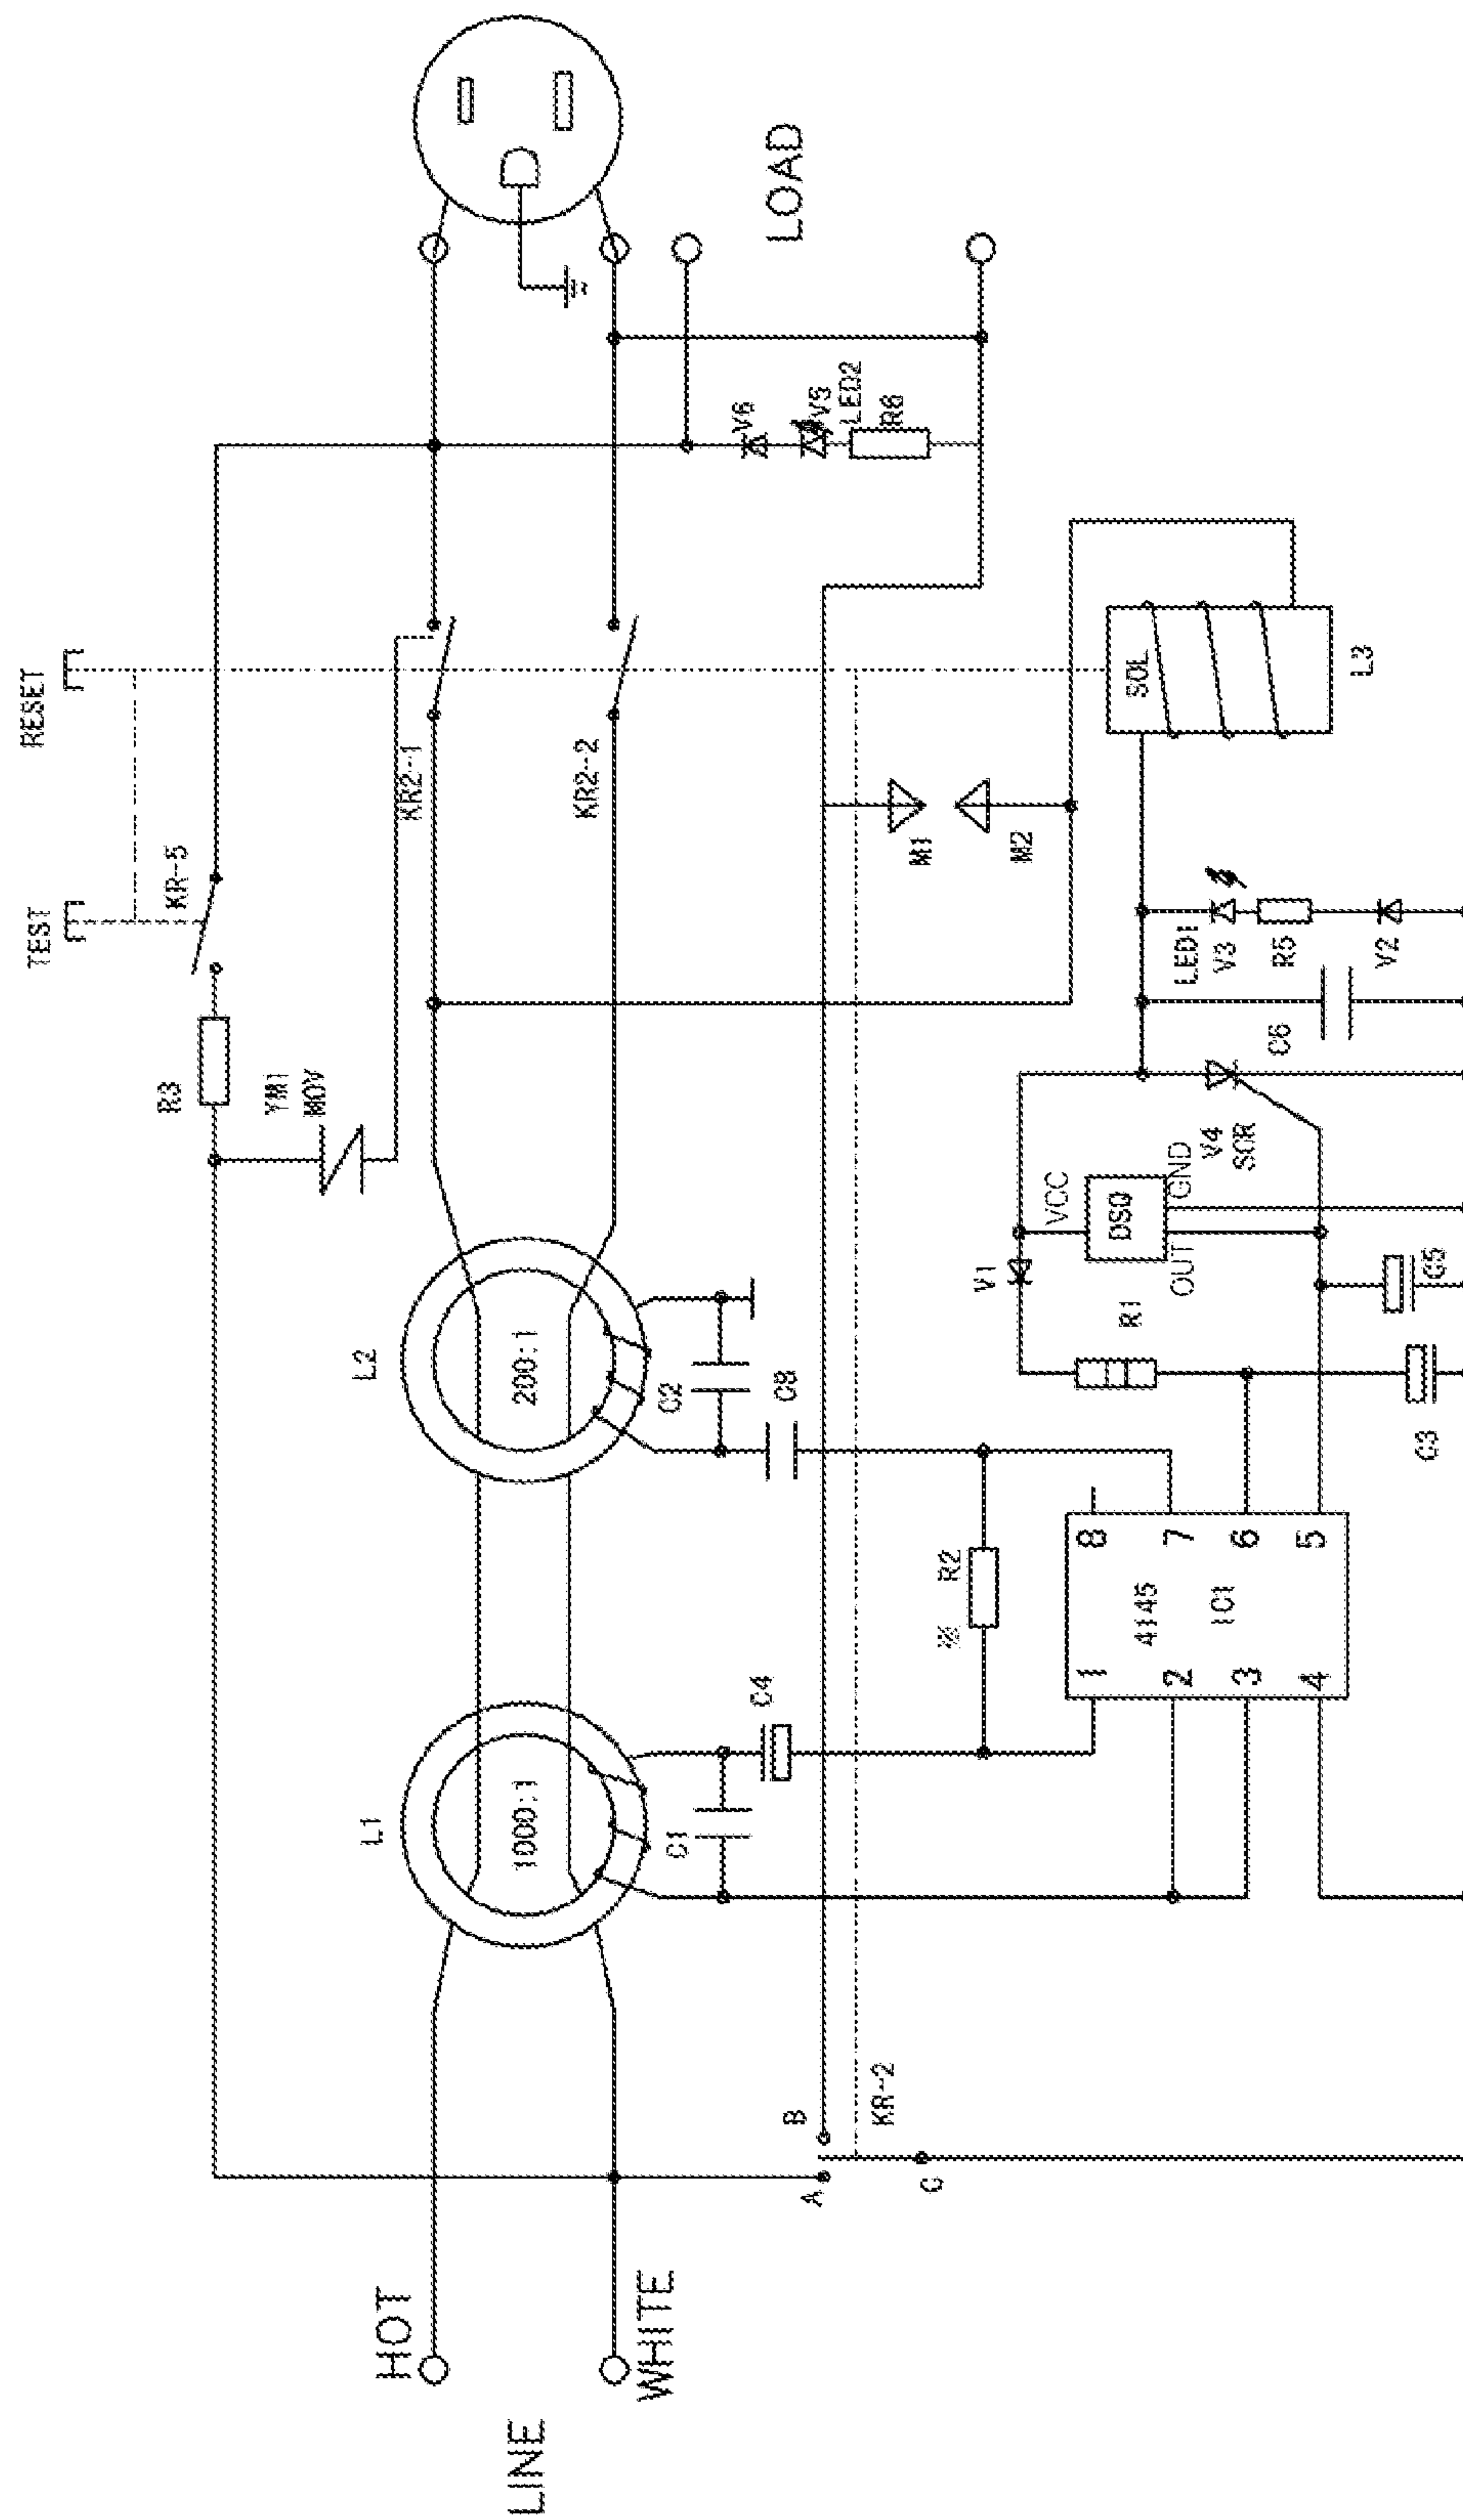 RESET
TEST
KR-5
R3
YM1
MOV
KR2-1
KR2-2
L2
200:1
L1
1000:1
HOT
LINE
WHITE
LOAD
V6
V5
LED2
R6
C2
C8
C1
C4
M1
M2
SOL
L3
LED1
V3
R5
V2
C6
V4
SCR
VCC
DSQ
GND
OUT
V1
R1
C5
C3
R2
※
4145
IC1
8
7
6
5
1
2
3
4
B
A
KR-2
C